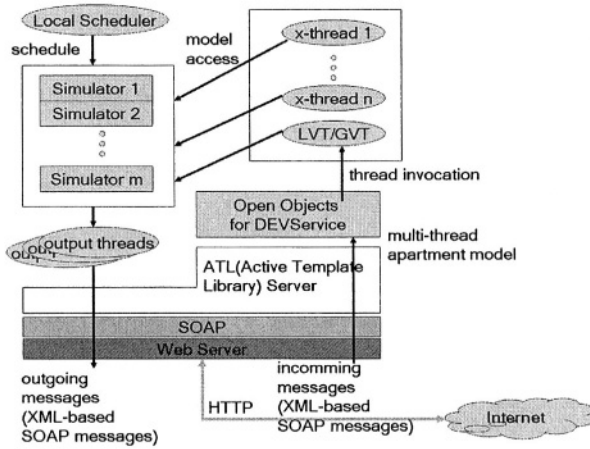 Local Scheduler
schedule
model
access
x-thread 1
x-thread n
LVT/GVT
Simulator 1
Simulator 2
Simulator m
thread invocation
Open Objects
for DEVService
multi-thread
apartment model
output threads
out
outp
ATL(Active Template
Library) Server
SOAP
Web Server
outgoing
messages
(XML-based
SOAP messages)
HTTP
incomming
messages
(XML-based
SOAP messages)
Internet